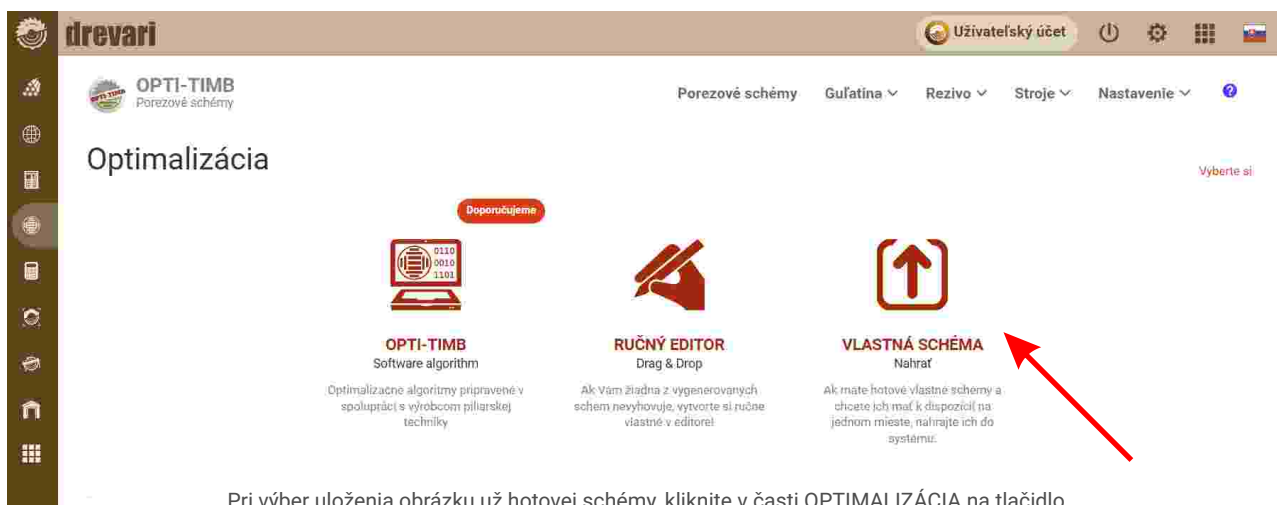 drevari
Užívateľský účet
OPTI-TIMB
Porezové schémy
Porezové schémy Guľatina Rezivo Stroje Nastavenie ?
Optimalizácia
Vyberte si
Doporučujeme
0110
0010
1101
OPTI-TIMB
Software algorithm
Optimalizačné algoritmy pripravené v
spolupráci s výrobcom piliarskej
techniky
RUČNÝ EDITOR
Drag & Drop
Ak Vám žiadna z vygenerovaných
schém nevyhovuje, vytvorte si ručne
vlastné v editore!
VLASTNÁ SCHÉMA
Nahrať
Ak máte hotové vlastné schémy a
chcete ich mať k dispozícií na
jednom mieste, nahrajte ich do
systému.
Pri výber uloženia obrázku už hotovej schémy, kliknite v časti OPTIMALIZÁCIA na tlačidlo